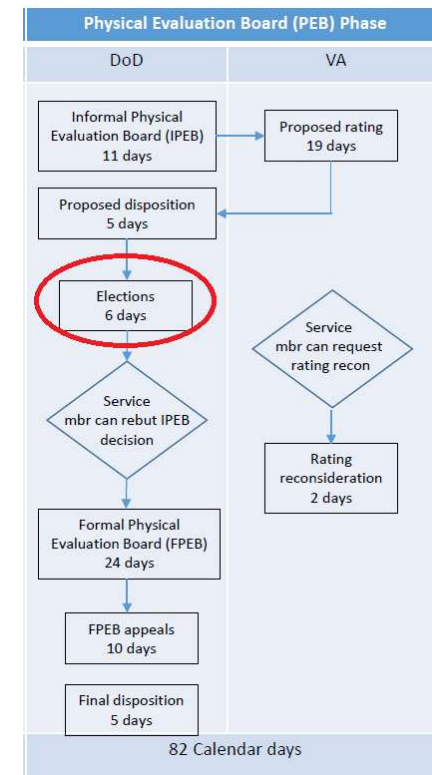 Physical Evaluation Board (PEB) Phase
DoD
VA
Informal Physical
Evaluation Board (IPEB)
11 days
Proposed rating
19 days
Proposed disposition
5 days
Elections
6 days
Service
mbr can rebut IPEB
decision
Service
mbr can request
rating recon
Rating
reconsideration
2 days
Formal Physical
Evaluation Board (FPEB)
24 days
FPEB appeals
10 days
Final disposition
5 days
82 Calendar days